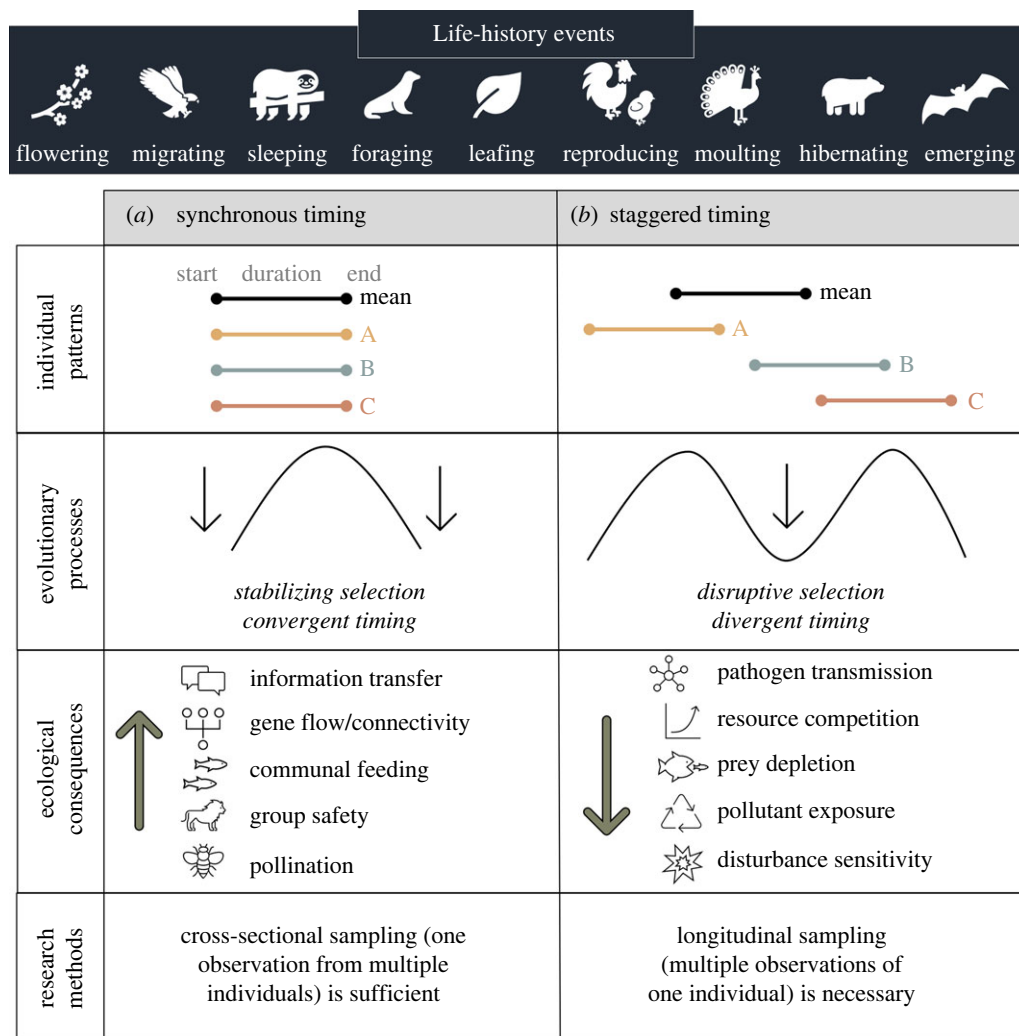 Life-history events
flowering migrating sleeping foraging leafing reproducing moulting hibernating emerging
(a) synchronous timing
(b) staggered timing
individual
patterns
start duration end
mean
A
B
C
mean
A
B
C
evolutionary
processes
stabilizing selection
convergent timing
disruptive selection
divergent timing
ecological
consequences
information transfer
gene flow/connectivity
communal feeding
group safety
pollination
pathogen transmission
resource competition
prey depletion
pollutant exposure
disturbance sensitivity
research
methods
cross-sectional sampling (one
observation from multiple
individuals) is sufficient
longitudinal sampling
(multiple observations of
one individual) is necessary